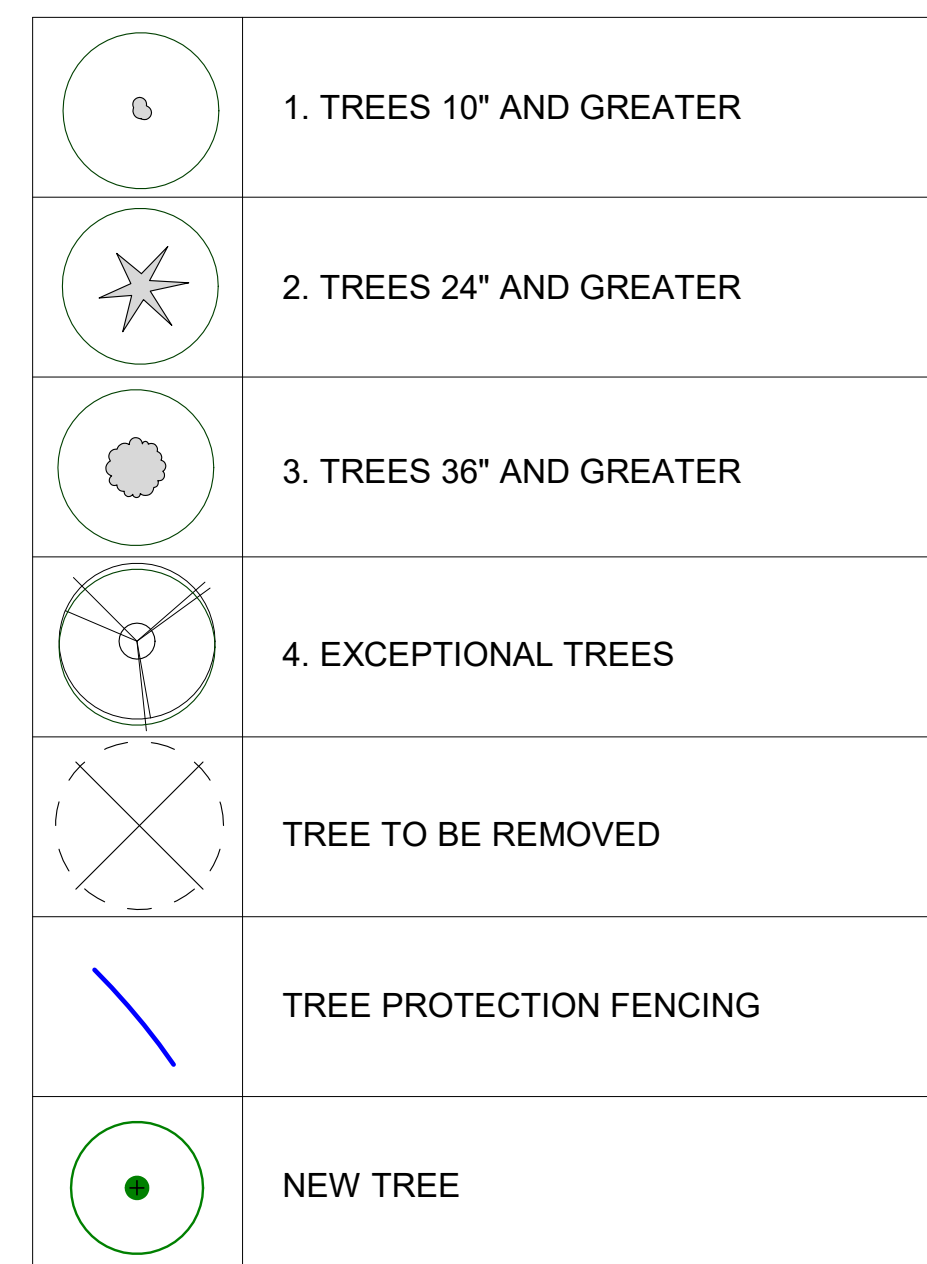 1. TREES 10" AND GREATER
2. TREES 24" AND GREATER
3. TREES 36" AND GREATER
4. EXCEPTIONAL TREES
TREE TO BE REMOVED
TREE PROTECTION FENCING
NEW TREE